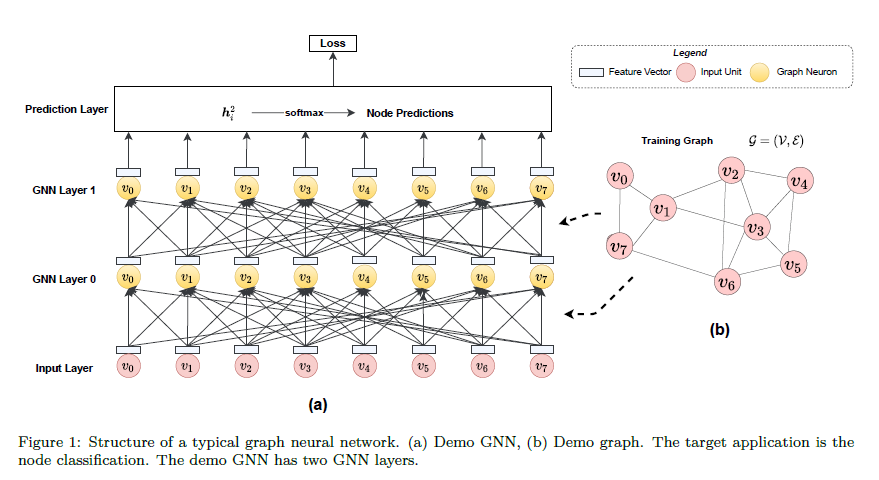 Loss
Legend
Feature Vector Input Unit Graph Neuron
Prediction Layer
h_i^2 softmax Node Predictions
Training Graph 𝒢 = (𝒱, ℰ)
GNN Layer 1
v0 v1 v2 v3 v4 v5 v6 v7
GNN Layer 0
v0 v1 v2 v3 v4 v5 v6 v7
Input Layer
v0 v1 v2 v3 v4 v5 v6 v7
(a)
v0
v2
v4
v1
v3
v7
v5
v6
(b)
Figure 1: Structure of a typical graph neural network. (a) Demo GNN, (b) Demo graph. The target application is the
node classification. The demo GNN has two GNN layers.